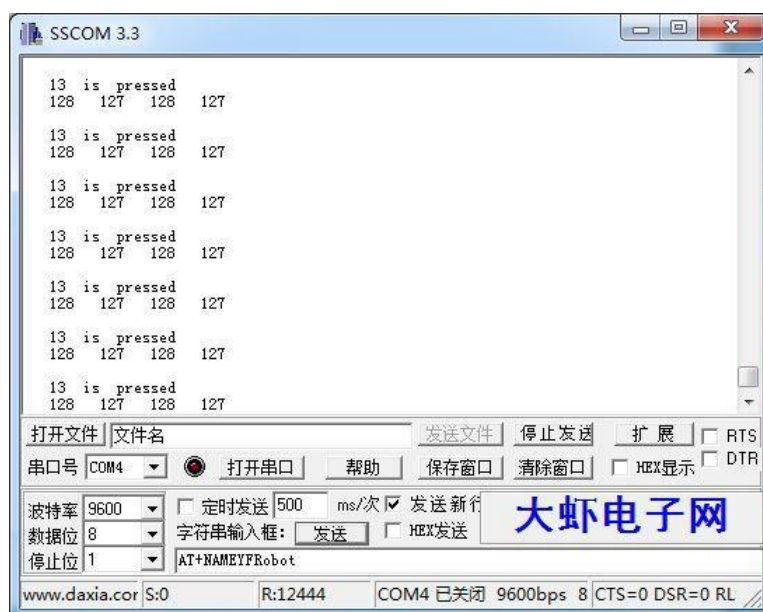 SSCOM 3.3
13 is pressed
128 127 128 127
13 is pressed
128 127 128 127
13 is pressed
128 127 128 127
13 is pressed
128 127 128 127
13 is pressed
128 127 128 127
13 is pressed
128 127 128 127
13 is pressed
128 127 128 127
打开文件 文件名 发送文件 停止发送 扩展 RTS
串口号 COM4 打开串口 帮助 保存窗口 清除窗口 HEX显示 DTR
波特率 9600 定时发送 500 ms/次 发送新行
数据位 8 字符串输入框: 发送 HEX发送 大虾电子网
停止位 1 AT+NAMEYFRobot
www.daxia.cor S:0 R:12444 COM4 已关闭 9600bps 8 CTS=0 DSR=0 RL